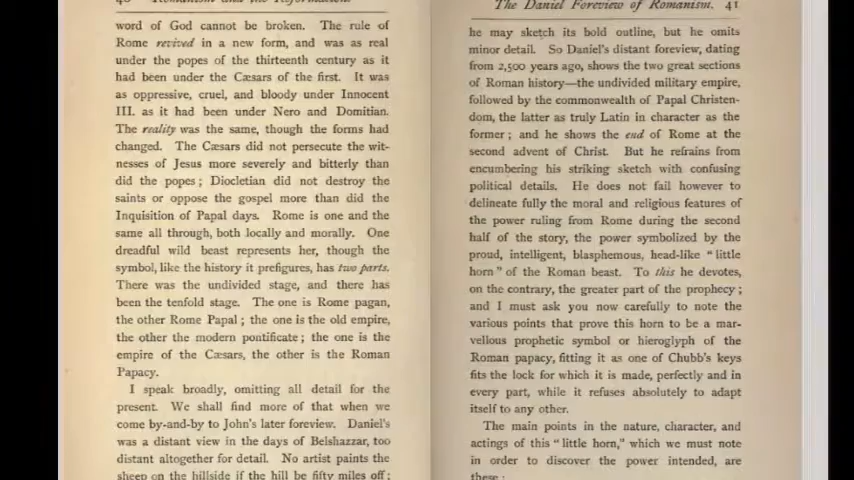 40 Romanism and the Reformation.
word of God cannot be broken. The rule of
Rome revived in a new form, and was as real
under the popes of the thirteenth century as it
had been under the Cæsars of the first. It was
as oppressive, cruel, and bloody under Innocent
III. as it had been under Nero and Domitian.
The reality was the same, though the forms had
changed. The Cæsars did not persecute the wit-
nesses of Jesus more severely and bitterly than
did the popes; Diocletian did not destroy the
saints or oppose the gospel more than did the
Inquisition of Papal days. Rome is one and the
same all through, both locally and morally. One
dreadful wild beast represents her, though the
symbol, like the history it prefigures, has two parts.
There was the undivided stage, and there has
been the tenfold stage. The one is Rome pagan,
the other Rome Papal; the one is the old empire,
the other the modern pontificate; the one is the
empire of the Cæsars, the other is the Roman
Papacy.
I speak broadly, omitting all detail for the
present. We shall find more of that when we
come by-and-by to John's later foreview. Daniel's
was a distant view in the days of Belshazzar, too
distant altogether for detail. No artist paints the
sheep on the hillside if the hill be fifty miles off;
The Daniel Foreview of Romanism. 41
he may sketch its bold outline, but he omits
minor detail. So Daniel's distant foreview, dating
from 2,500 years ago, shows the two great sections
of Roman history—the undivided military empire,
followed by the commonwealth of Papal Christen-
dom, the latter as truly Latin in character as the
former; and he shows the end of Rome at the
second advent of Christ. But he refrains from
encumbering his striking sketch with confusing
political details. He does not fail however to
delineate fully the moral and religious features of
the power ruling from Rome during the second
half of the story, the power symbolized by the
proud, intelligent, blasphemous, head-like "little
horn" of the Roman beast. To this he devotes,
on the contrary, the greater part of the prophecy;
and I must ask you now carefully to note the
various points that prove this horn to be a mar-
vellous prophetic symbol or hieroglyph of the
Roman papacy, fitting it as one of Chubb's keys
fits the lock for which it is made, perfectly and in
every part, while it refuses absolutely to adapt
itself to any other.
The main points in the nature, character, and
actings of this "little horn," which we must note
in order to discover the power intended, are
these: